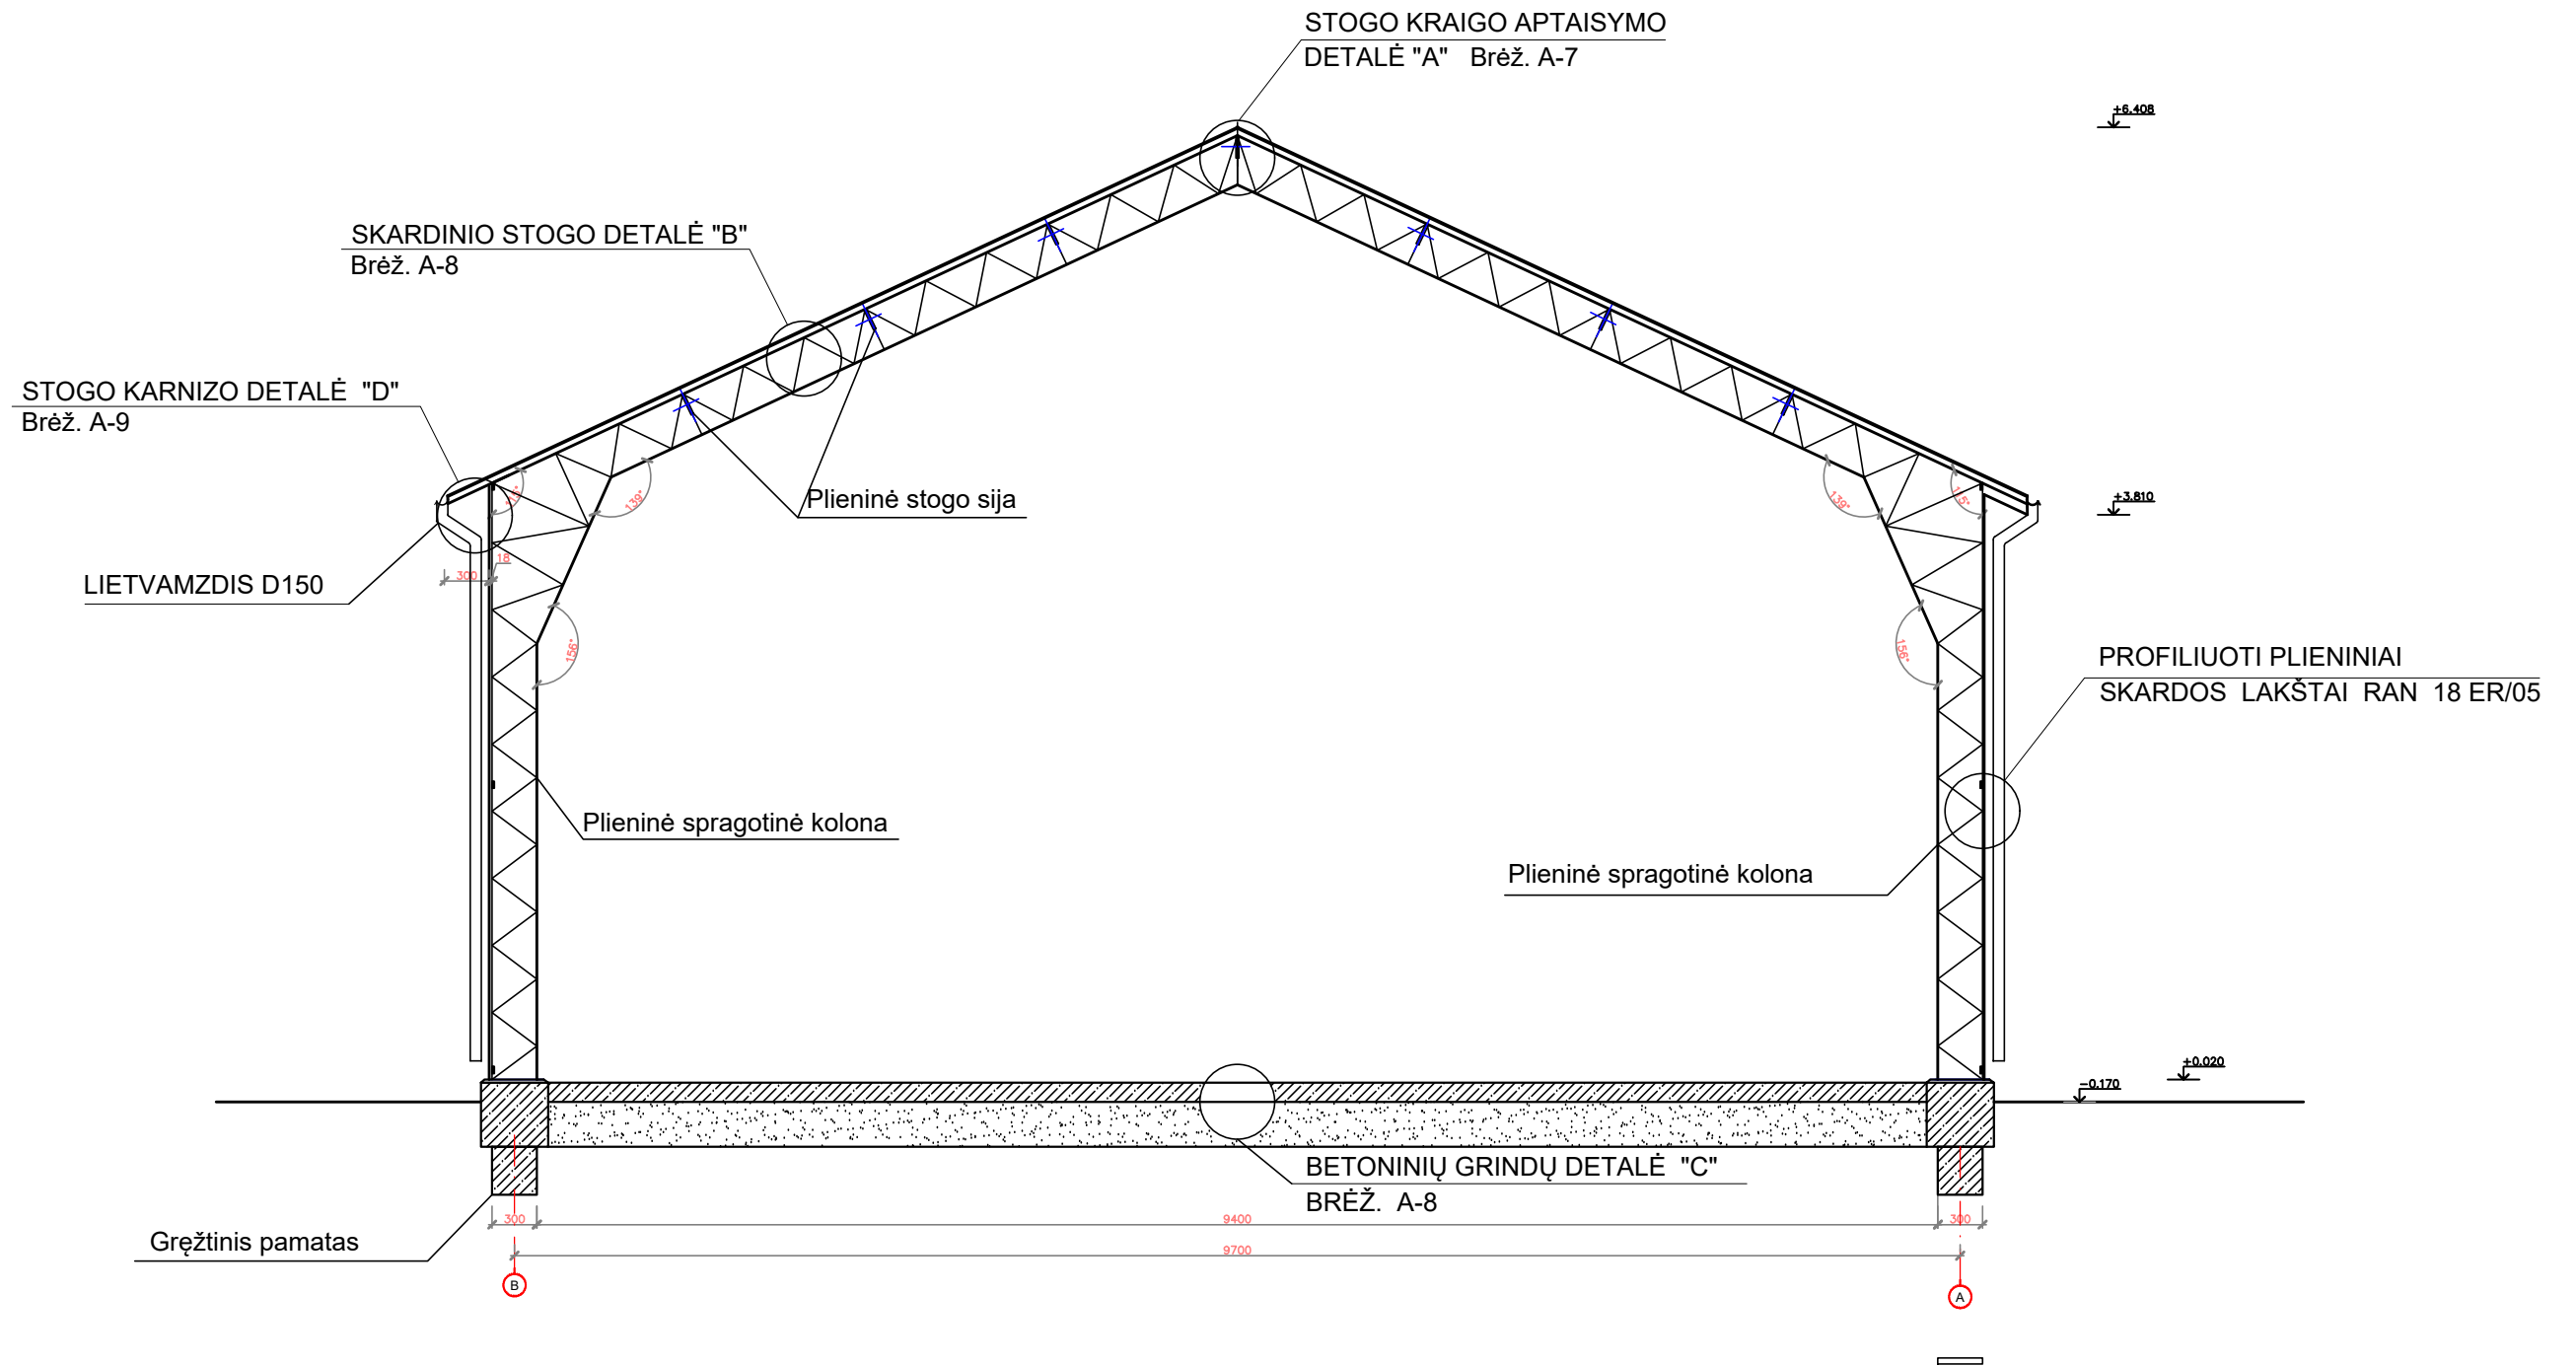 STOGO KRAIGO APTAISYMO
DETALĖ "A" Brėž. A-7
+6.408
SKARDINIO STOGO DETALĖ "B"
Brėž. A-8
STOGO KARNIZO DETALĖ "D"
Brėž. A-9
115°
139°
139°
115°
Plieninė stogo sija
+3.810
18
300
LIETVAMZDIS D150
156°
156°
PROFILIUOTI PLIENINIAI
SKARDOS LAKŠTAI RAN 18 ER/05
Plieninė spragotinė kolona
Plieninė spragotinė kolona
+0.020
-0.170
BETONINIŲ GRINDŲ DETALĖ "C"
BRĖŽ. A-8
300
9400
300
Gręžtinis pamatas
9700
B
A